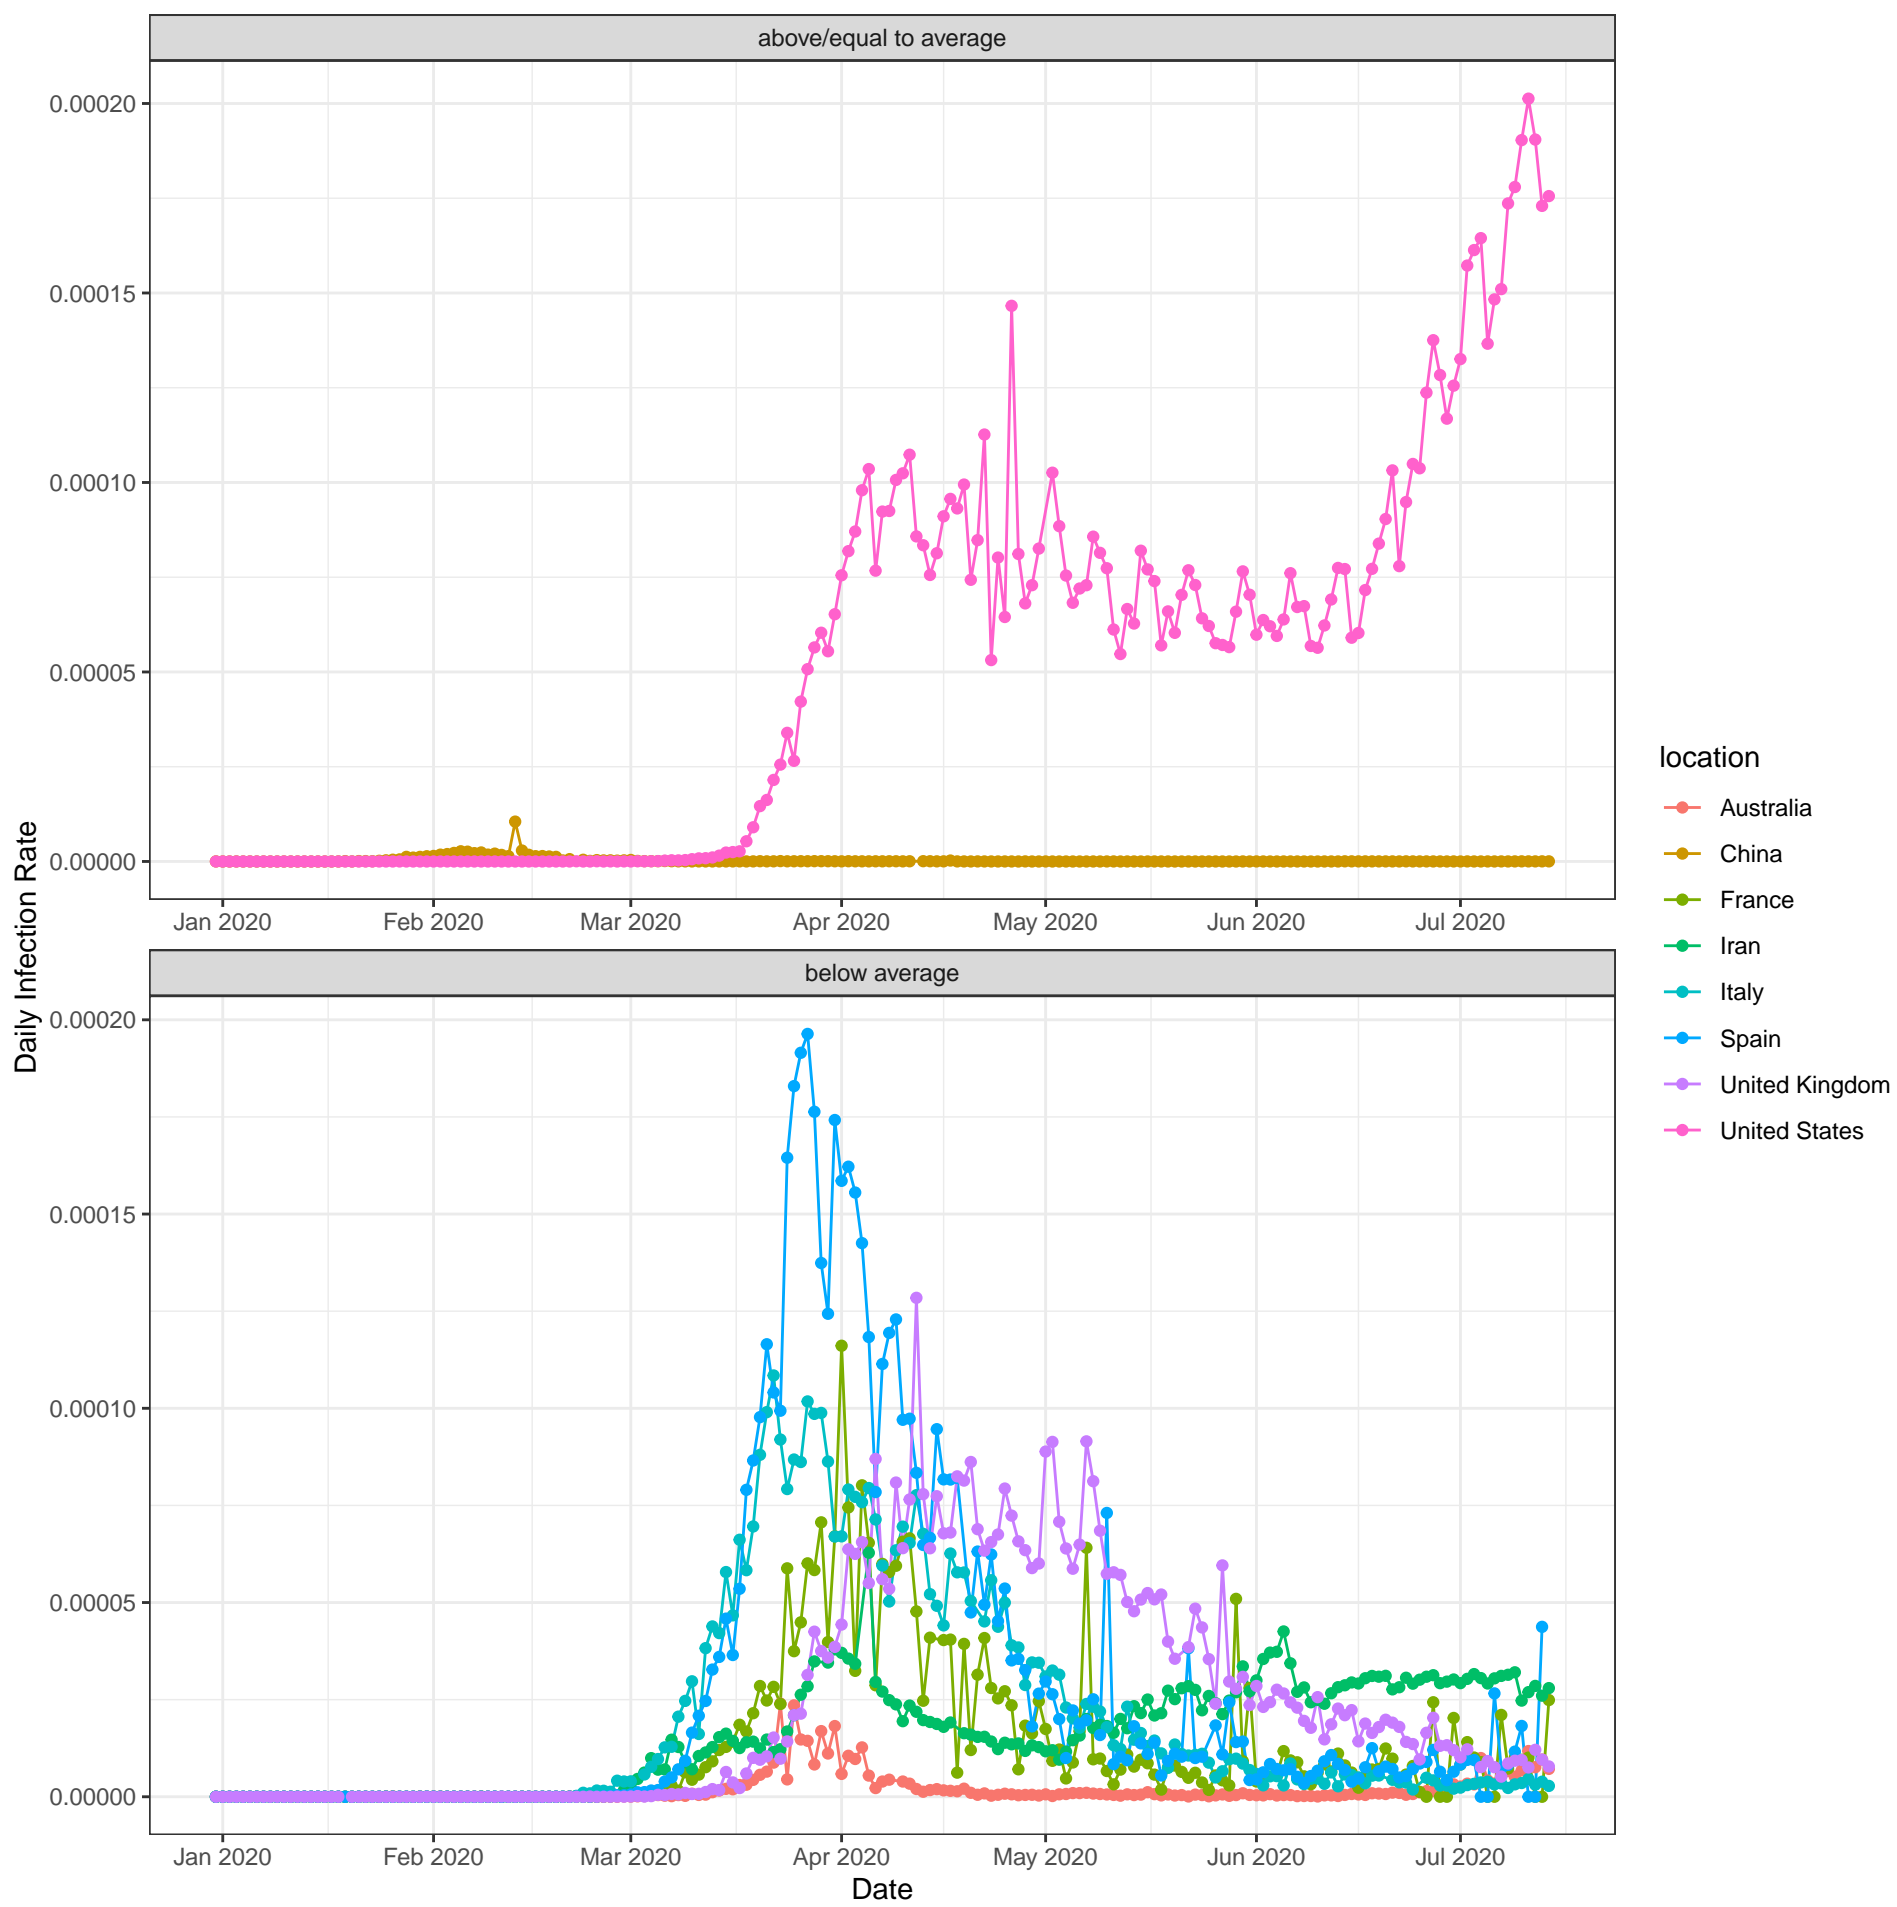 above/equal to average
0.00020
0.00015
0.00010
0.00005
0.00000
Jan 2020 Feb 2020 Mar 2020 Apr 2020 May 2020 Jun 2020 Jul 2020
below average
0.00020
0.00015
0.00010
0.00005
0.00000
Jan 2020 Feb 2020 Mar 2020 Apr 2020 May 2020 Jun 2020 Jul 2020
Date
Daily Infection Rate
location
Australia
China
France
Iran
Italy
Spain
United Kingdom
United States